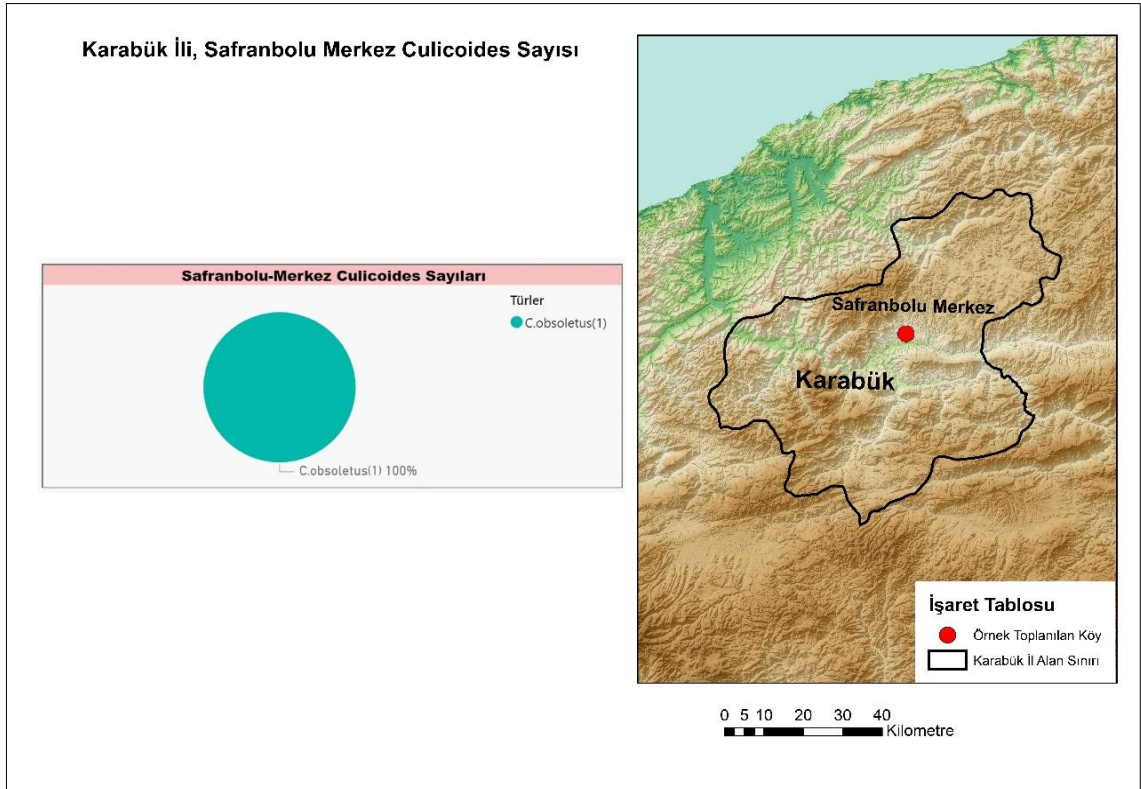 Karabük İli, Safranbolu Merkez Culicoides Sayısı
Safranbolu-Merkez Culicoides Sayıları
Türler
C.obsoletus(1)
C.obsoletus(1) 100%
Safranbolu Merkez
Karabük
İşaret Tablosu
Örnek Toplanılan Köy
Karabük İl Alan Sınırı
0 5 10 20 30 40
Kilometre